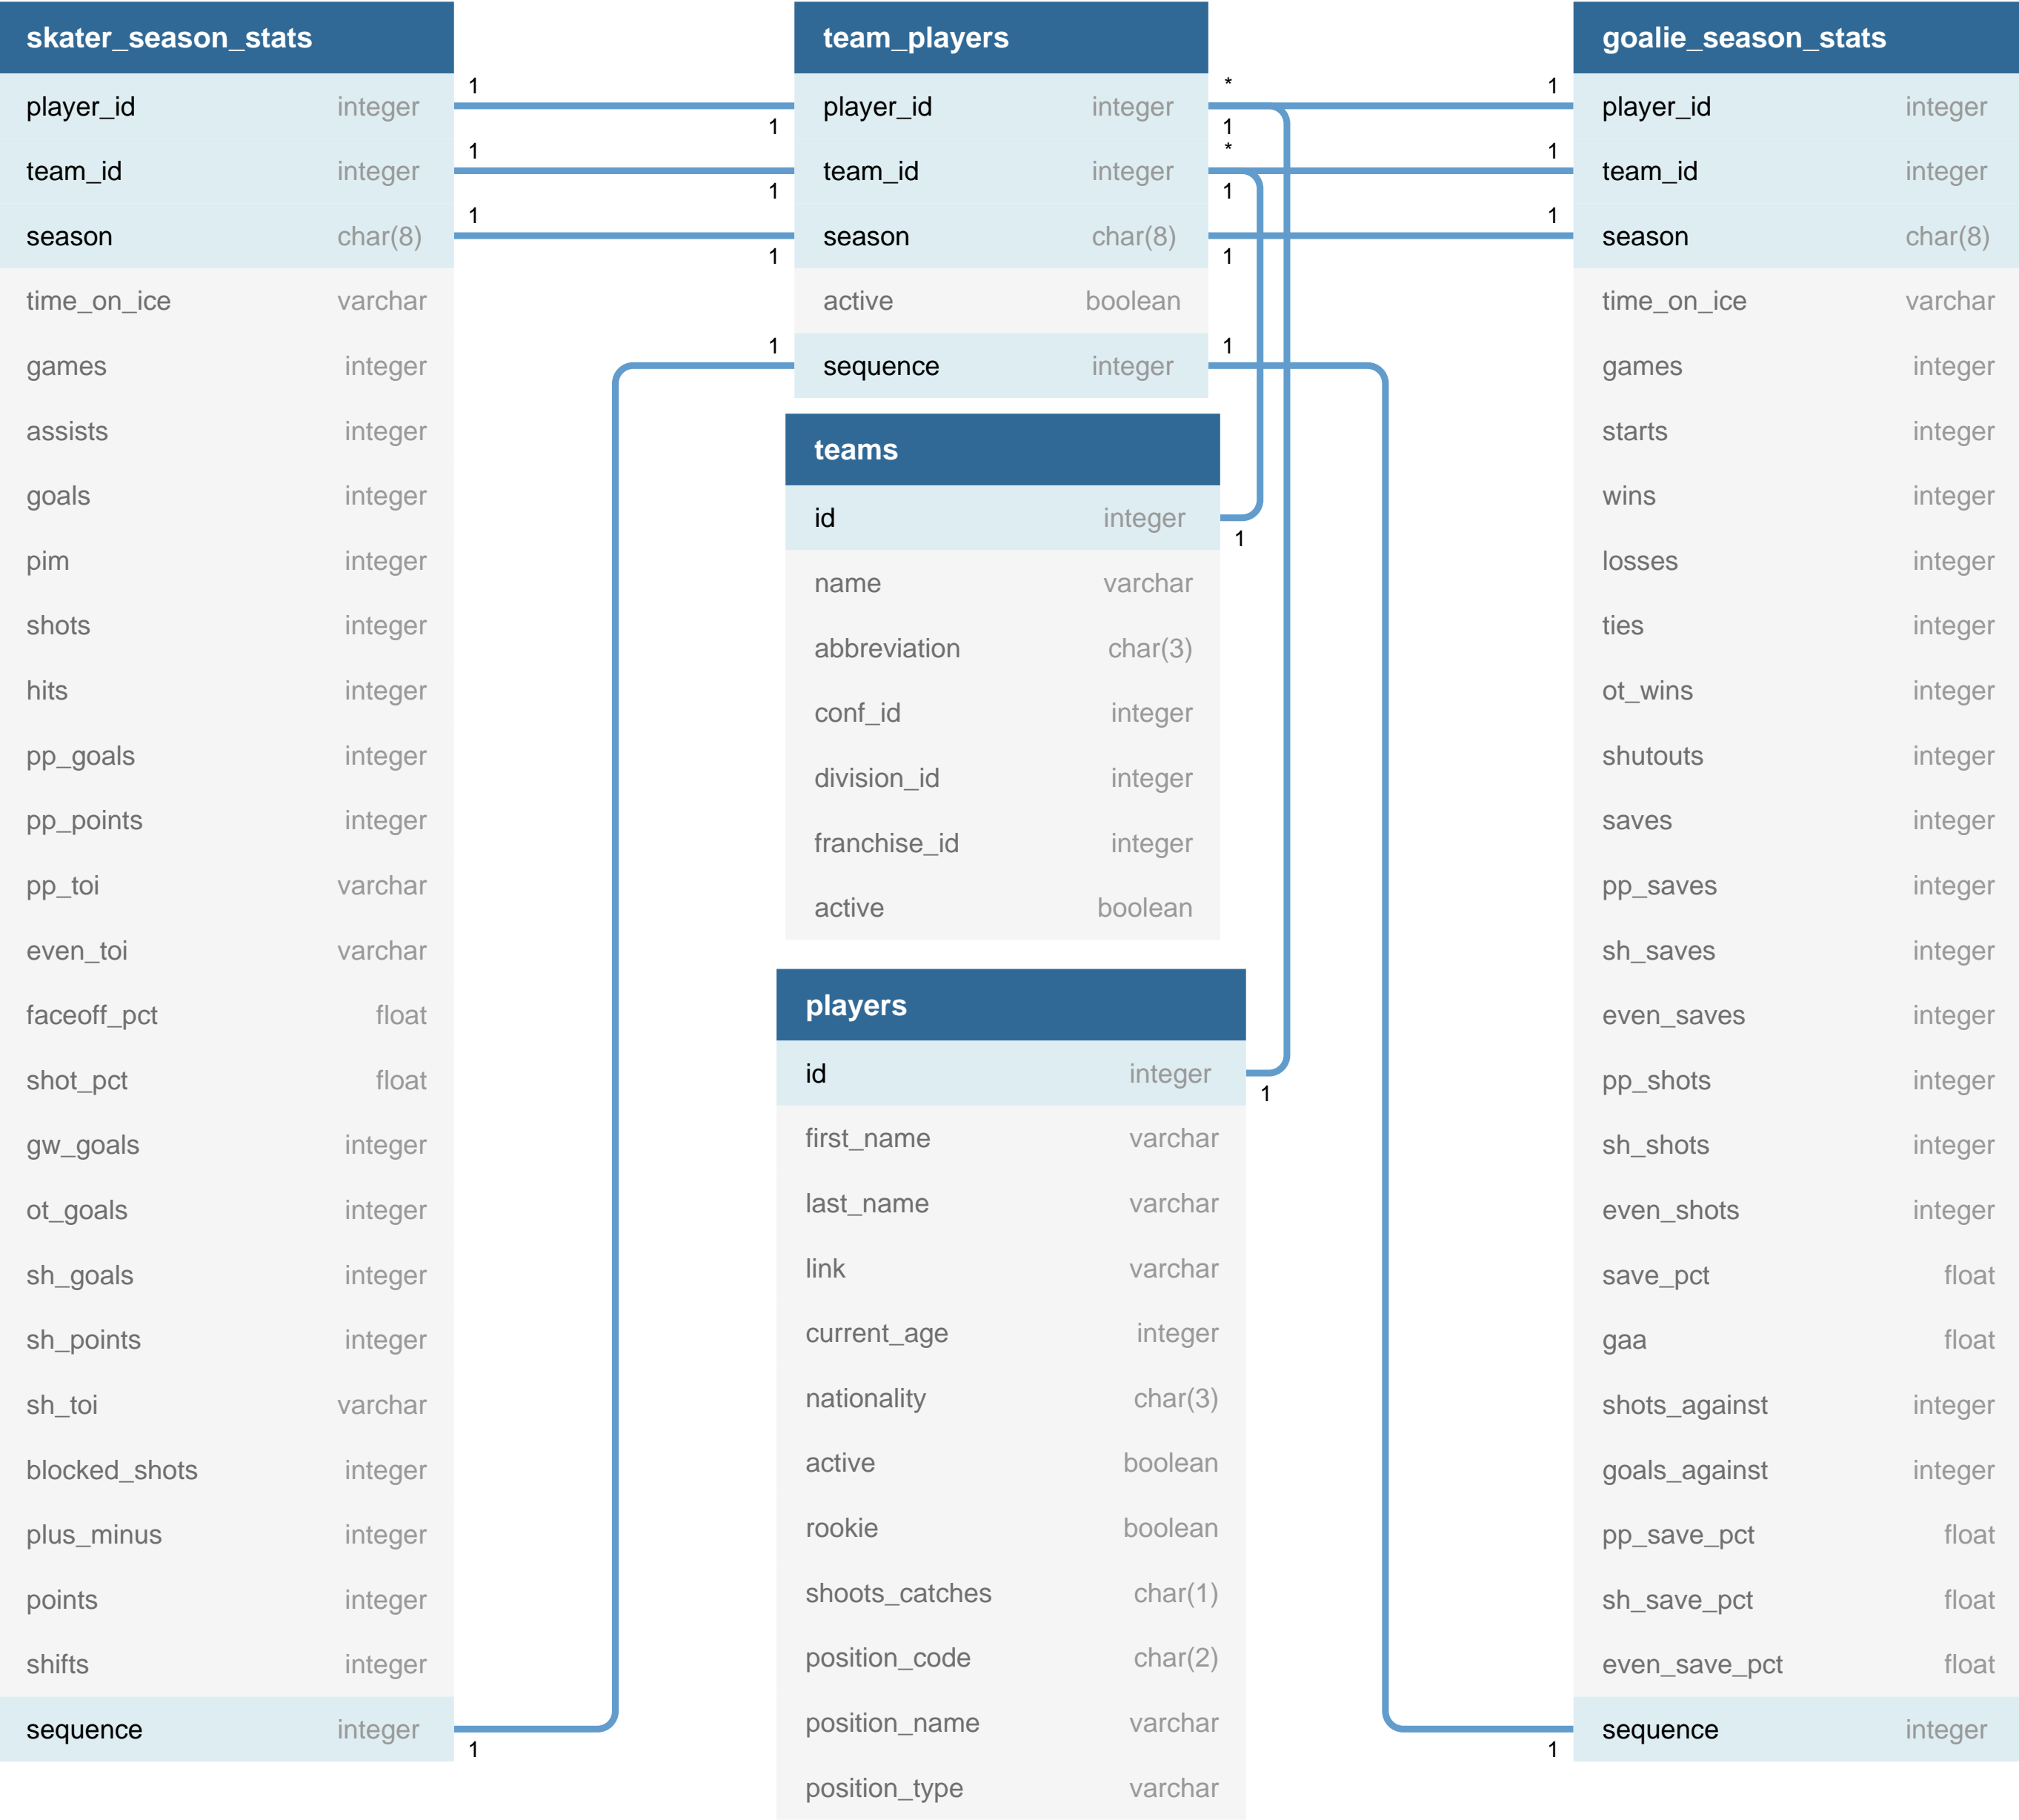 skater_season_stats
player_id integer
team_id integer
season char(8)
time_on_ice varchar
games integer
assists integer
goals integer
pim integer
shots integer
hits integer
pp_goals integer
pp_points integer
pp_toi varchar
even_toi varchar
faceoff_pct float
shot_pct float
gw_goals integer
ot_goals integer
sh_goals integer
sh_points integer
sh_toi varchar
blocked_shots integer
plus_minus integer
points integer
shifts integer
sequence integer
1
1
1
1
1
1
1
1
team_players
player_id integer
team_id integer
season char(8)
active boolean
sequence integer
*
1
*
1
1
1
teams
id integer
name varchar
abbreviation char(3)
conf_id integer
division_id integer
franchise_id integer
active boolean
1
players
id integer
first_name varchar
last_name varchar
link varchar
current_age integer
nationality char(3)
active boolean
rookie boolean
shoots_catches char(1)
position_code char(2)
position_name varchar
position_type varchar
1
1
1
1
1
goalie_season_stats
player_id integer
team_id integer
season char(8)
time_on_ice varchar
games integer
starts integer
wins integer
losses integer
ties integer
ot_wins integer
shutouts integer
saves integer
pp_saves integer
sh_saves integer
even_saves integer
pp_shots integer
sh_shots integer
even_shots integer
save_pct float
gaa float
shots_against integer
goals_against integer
pp_save_pct float
sh_save_pct float
even_save_pct float
sequence integer